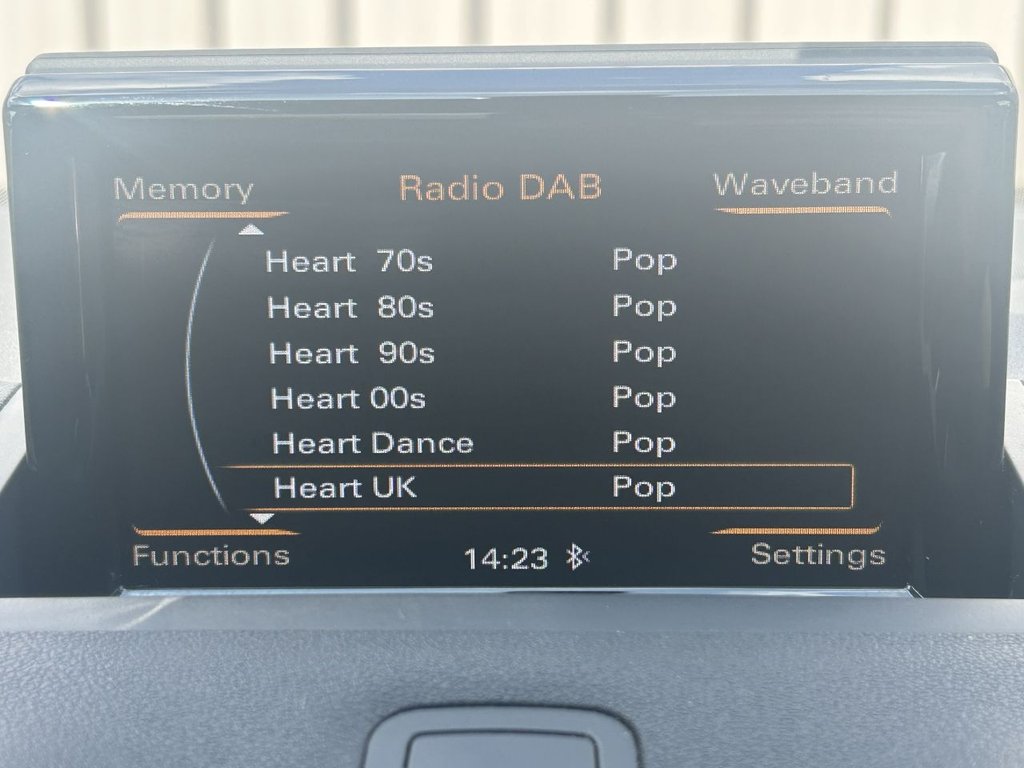 Memory Radio DAB Waveband
Heart 70s Pop
Heart 80s Pop
Heart 90s Pop
Heart 00s Pop
Heart Dance Pop
Heart UK Pop
Functions 14:23 Settings